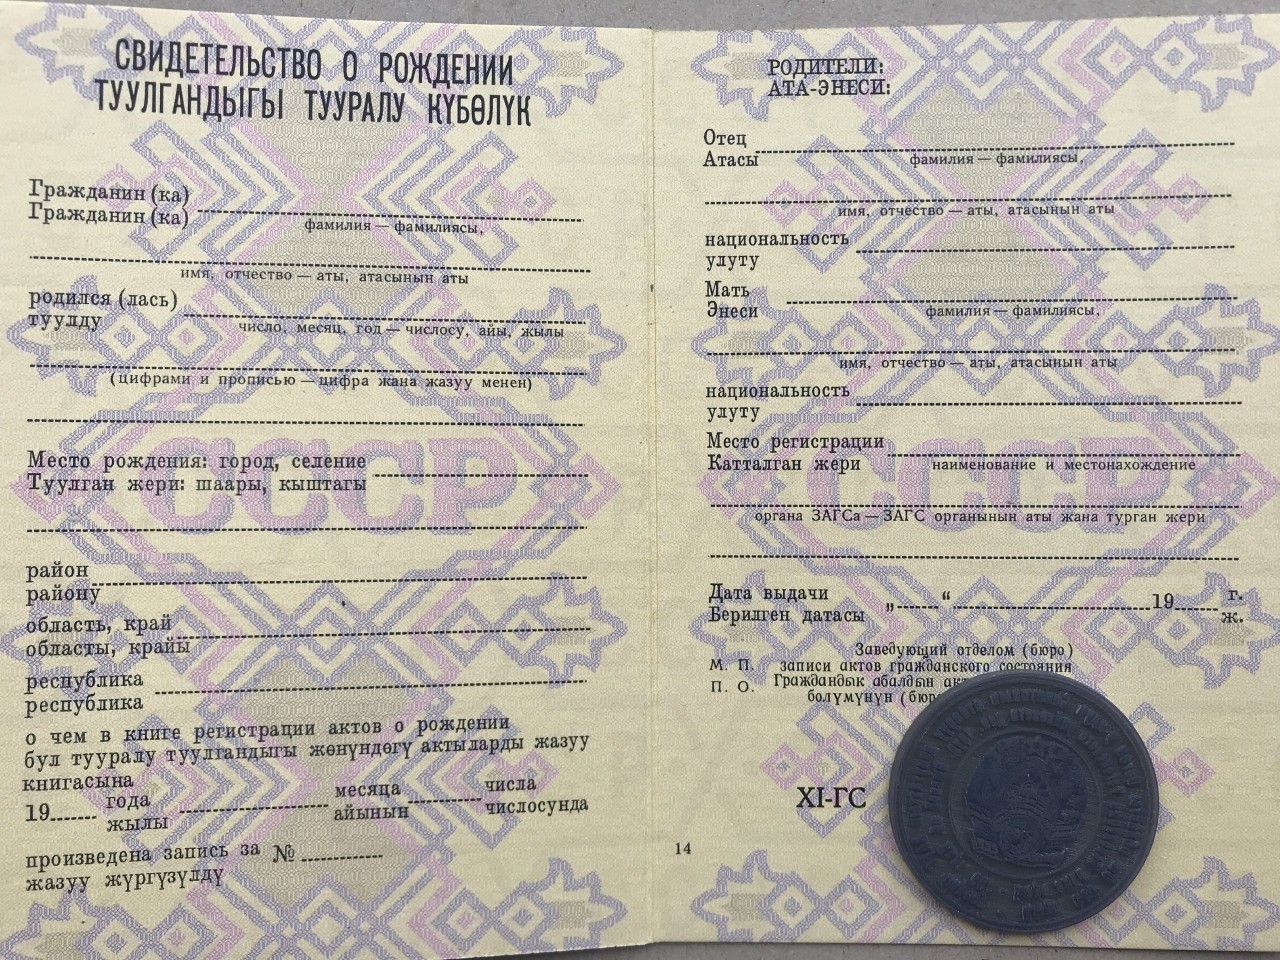 СВИДЕТЕЛЬСТВО О РОЖДЕНИИ
ТУУЛГАНДЫГЫ ТУУРАЛУ КҮБӨЛҮК
Гражданин (ка)
Гражданин (ка)
фамилия — фамилиясы,
имя, отчество — аты, атасынын аты
родился (лась)
туулду
число, месяц, год — числосу, айы, жылы
(цифрами и прописью — цифра жана жазуу менен)
СССР
Место рождения: город, селение
Туулган жери: шаары, кыштагы
район
району
область, край
областы, крайы
республика
республика
о чем в книге регистрации актов о рождении
бул тууралу туулгандыгы жөнүндөгү актыларды жазуу
книгасына
19 года месяца числа
жылы айынын числосунда
произведена запись за №
жазуу жүргүзүлдү
РОДИТЕЛИ:
АТА-ЭНЕСИ:
Отец
Атасы
фамилия — фамилиясы,
имя, отчество — аты, атасынын аты
национальность
улуту
Мать
Энеси
фамилия — фамилиясы,
имя, отчество — аты, атасынын аты
национальность
улуту
СССР
Место регистрации
Катталган жери
наименование и местонахождение
органа ЗАГСа — ЗАГС органынын аты жана турган жери
Дата выдачи
Берилген датасы
„ “ 19 г.
ж.
Заведующий отделом (бюро)
М. П. записи актов гражданского состояния
П. О. Граждандык абалдын
бөлүмүнүн
XI-ГС
14